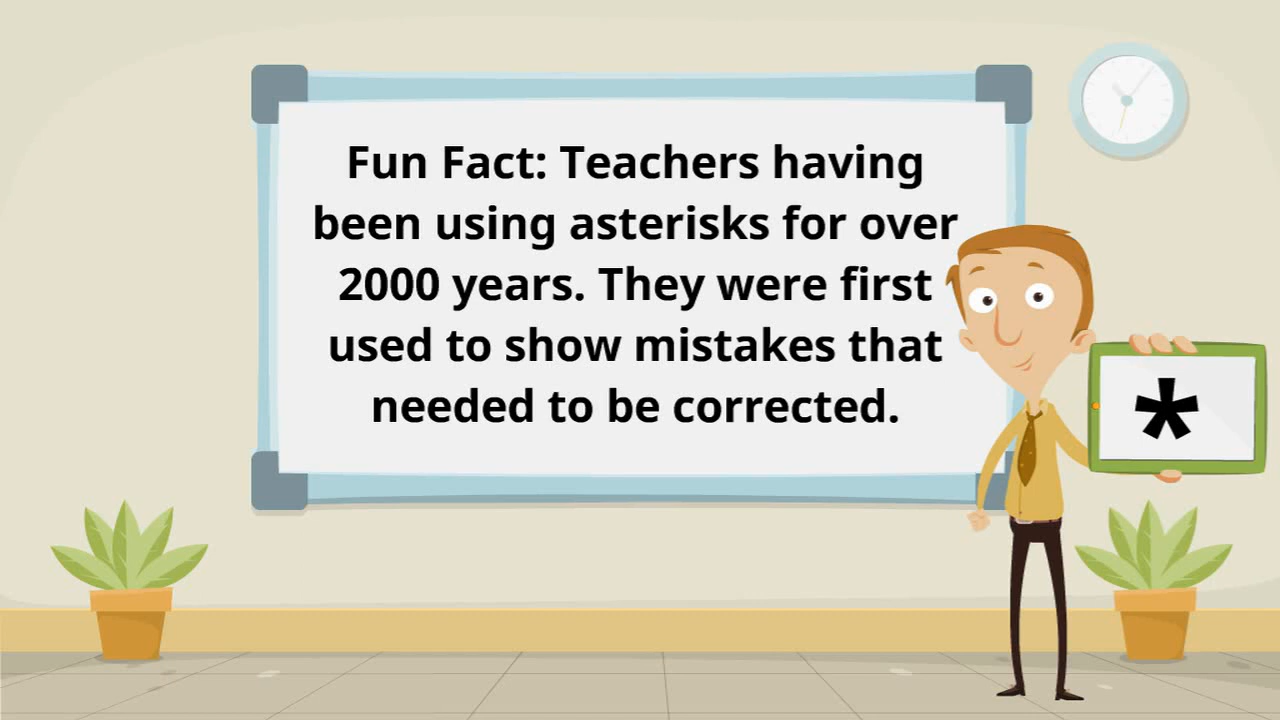 Fun Fact: Teachers having
been using asterisks for over
2000 years. They were first
used to show mistakes that
needed to be corrected.
*